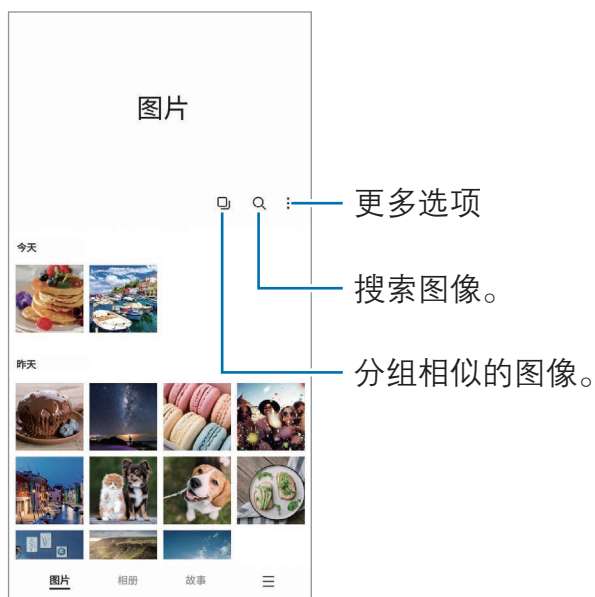 图片
更多选项
今天
搜索图像。
昨天
分组相似的图像。
图片 相册 故事